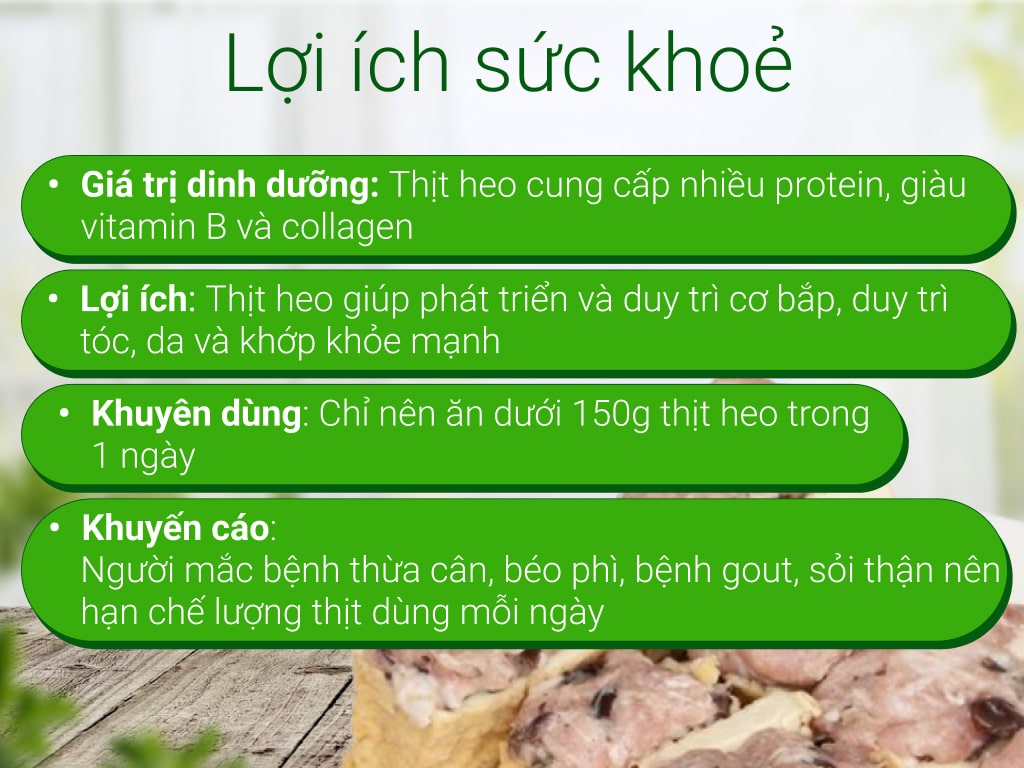 Lợi ích sức khoẻ
• Giá trị dinh dưỡng: Thịt heo cung cấp nhiều protein, giàu
vitamin B và collagen
• Lợi ích: Thịt heo giúp phát triển và duy trì cơ bắp, duy trì
tóc, da và khớp khỏe mạnh
• Khuyên dùng: Chỉ nên ăn dưới 150g thịt heo trong
1 ngày
• Khuyến cáo:
Người mắc bệnh thừa cân, béo phì, bệnh gout, sỏi thận nên
hạn chế lượng thịt dùng mỗi ngày